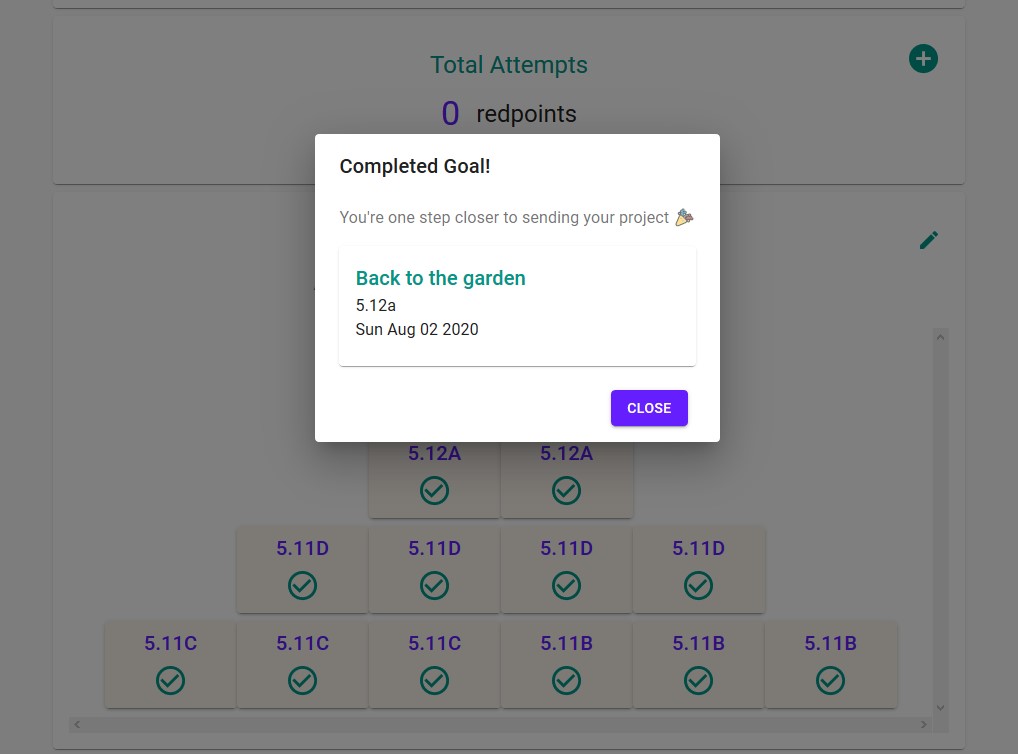 Total Attempts
0 redpoints
Completed Goal!
You're one step closer to sending your project 🎉
Back to the garden
5.12a
Sun Aug 02 2020
CLOSE
5.12A 5.12A
5.11D 5.11D 5.11D 5.11D
5.11C 5.11C 5.11C 5.11B 5.11B 5.11B